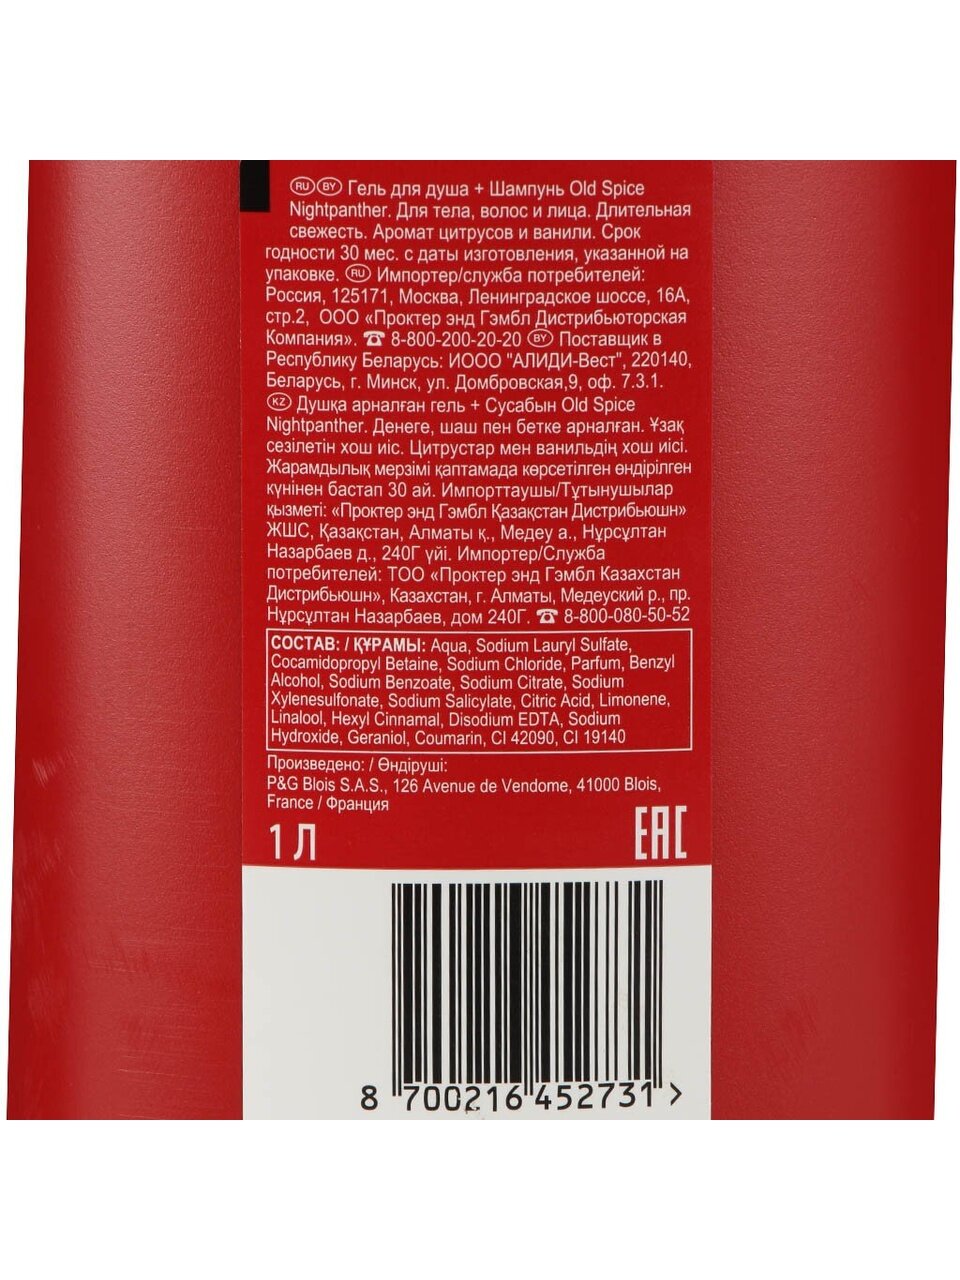 RU BY Гель для душа + Шампунь Old Spice
Nightpanther. Для тела, волос и лица. Длительная
свежесть. Аромат цитрусов и ванили. Срок
годности 30 мес. с даты изготовления, указанной на
упаковке. RU Импортер/служба потребителей:
Россия, 125171, Москва, Ленинградское шоссе, 16А,
стр.2, ООО «Проктер энд Гэмбл Дистрибьюторская
Компания». ☎ 8-800-200-20-20 BY Поставщик в
Республику Беларусь: ИООО "АЛИДИ-Вест", 220140,
Беларусь, г. Минск, ул. Домбровская,9, оф. 7.3.1.
KZ Душқа арналған гель + Сусабын Old Spice
Nightpanther. Денеге, шаш пен бетке арналған. Ұзақ
сезілетін хош иіс. Цитрустар мен ванильдің хош иісі.
Жарамдылық мерзімі қаптамада көрсетілген өндірілген
күнінен бастап 30 ай. Импорттаушы/Тұтынушылар
қызметі: «Проктер энд Гэмбл Қазақстан Дистрибьюшн»
ЖШС, Қазақстан, Алматы қ., Медеу а., Нұрсұлтан
Назарбаев д., 240Г үйі. Импортер/Служба
потребителей: ТОО «Проктер энд Гэмбл Казахстан
Дистрибьюшн», Казахстан, г. Алматы, Медеуский р., пр.
Нұрсұлтан Назарбаев, дом 240Г. ☎ 8-800-080-50-52
СОСТАВ: / ҚҰРАМЫ: Aqua, Sodium Lauryl Sulfate,
Cocamidopropyl Betaine, Sodium Chloride, Parfum, Benzyl
Alcohol, Sodium Benzoate, Sodium Citrate, Sodium
Xylenesulfonate, Sodium Salicylate, Citric Acid, Limonene,
Linalool, Hexyl Cinnamal, Disodium EDTA, Sodium
Hydroxide, Geraniol, Coumarin, CI 42090, CI 19140
Произведено: / Өндіруші:
P&G Blois S.A.S., 126 Avenue de Vendome, 41000 Blois,
France / Франция
1 Л EAC
8 700216 452731 >